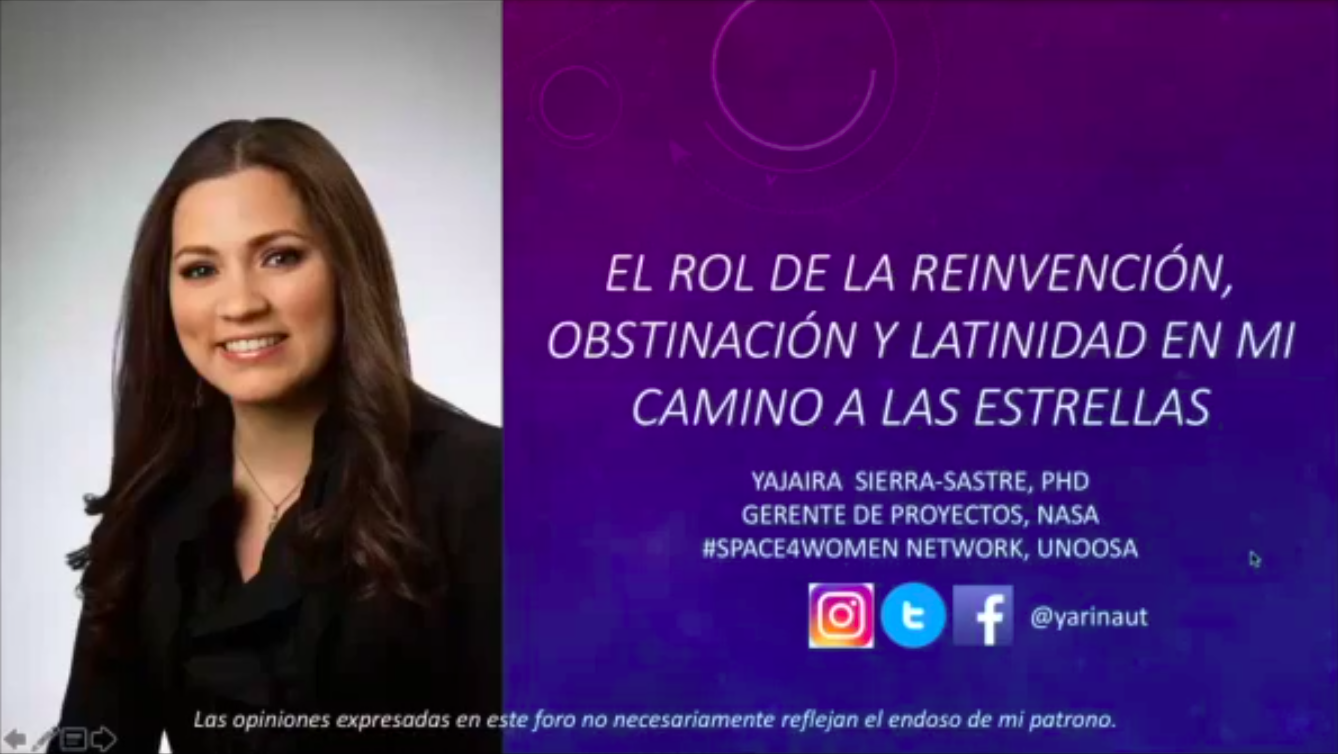 EL ROL DE LA REINVENCIÓN,
OBSTINACIÓN Y LATINIDAD EN MI
CAMINO A LAS ESTRELLAS
YAJAIRA SIERRA-SASTRE, PHD
GERENTE DE PROYECTOS, NASA
#SPACE4WOMEN NETWORK, UNOOSA
@yarinaut
Las opiniones expresadas en este foro no necesariamente reflejan el endoso de mi patrono.